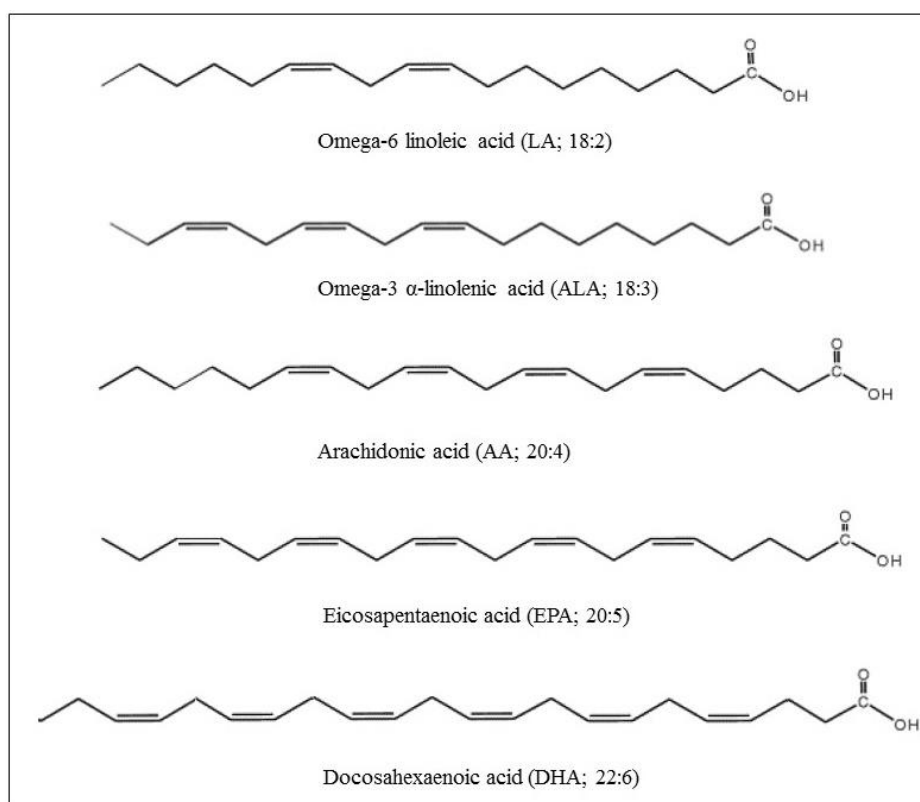 O
C
OH
Omega-6 linoleic acid (LA; 18:2)
O
C
OH
Omega-3 α-linolenic acid (ALA; 18:3)
O
C
OH
Arachidonic acid (AA; 20:4)
O
C
OH
Eicosapentaenoic acid (EPA; 20:5)
O
C
OH
Docosahexaenoic acid (DHA; 22:6)